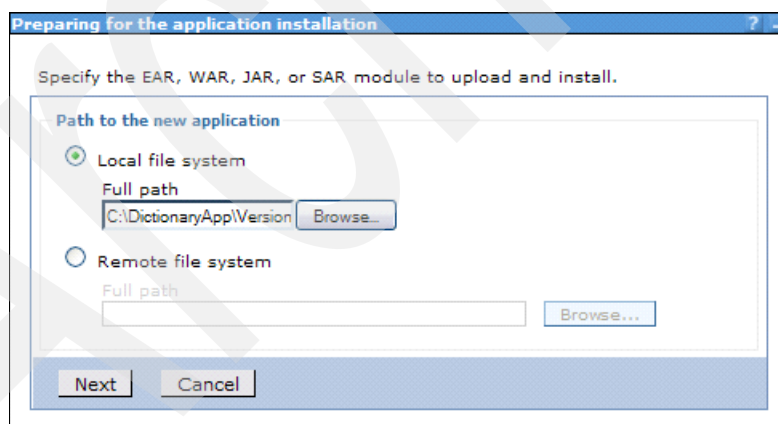 Preparing for the application installation ? -
Specify the EAR, WAR, JAR, or SAR module to upload and install.
Path to the new application
Local file system
Full path
C:\DictionaryApp\Version Browse...
Remote file system
Full path
Browse...
Next Cancel